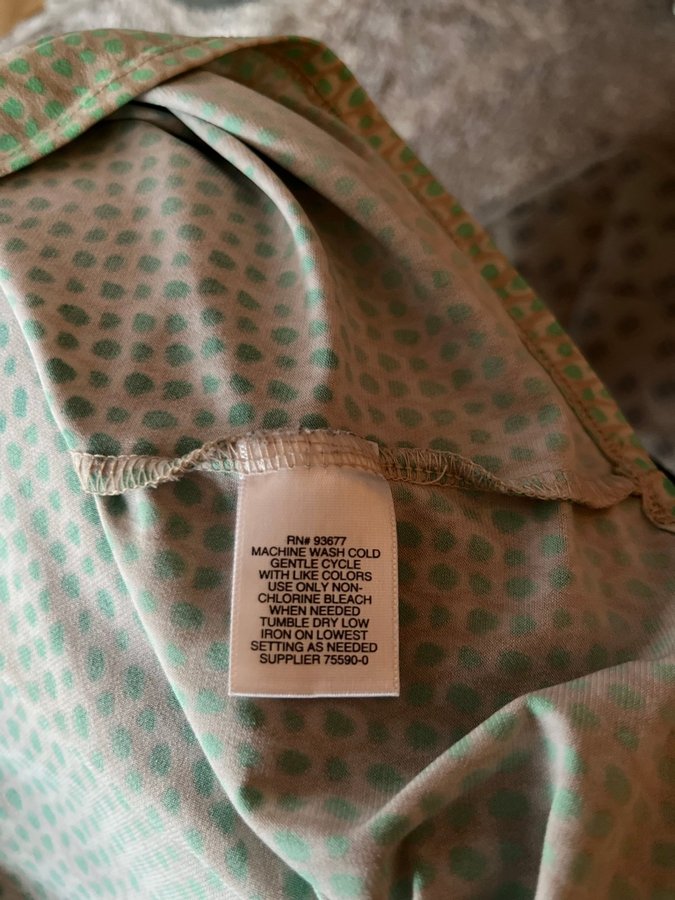 RN# 93677
MACHINE WASH COLD
GENTLE CYCLE
WITH LIKE COLORS
USE ONLY NON-
CHLORINE BLEACH
WHEN NEEDED
TUMBLE DRY LOW
IRON ON LOWEST
SETTING AS NEEDED
SUPPLIER 75590-0